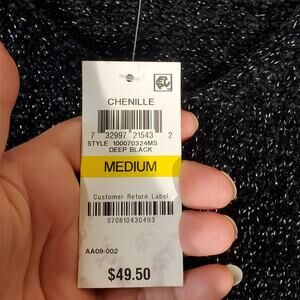 CHENILLE
7 32997 21543 2
STYLE 100070324MS
DEEP BLACK
MEDIUM
Customer Return Label
070810430493
AA09-002
$49.50